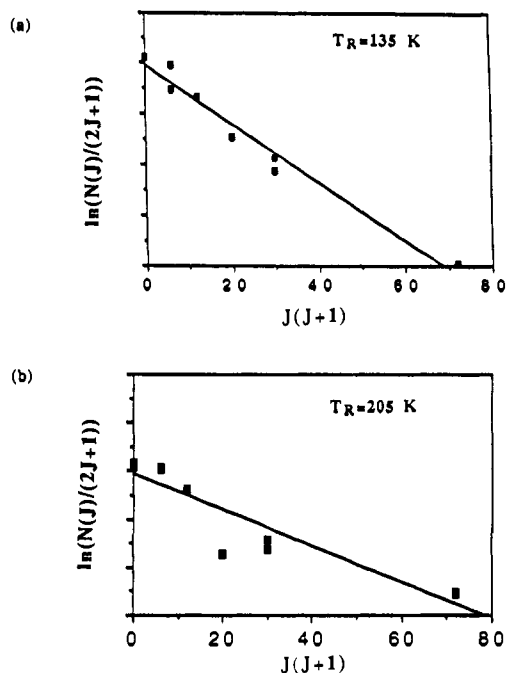 (a)
T_R=135 K
ln(N(J)/(2J+1))
0 20 40 60 80
J(J+1)
(b)
T_R=205 K
ln(N(J)/(2J+1))
0 20 40 60 80
J(J+1)